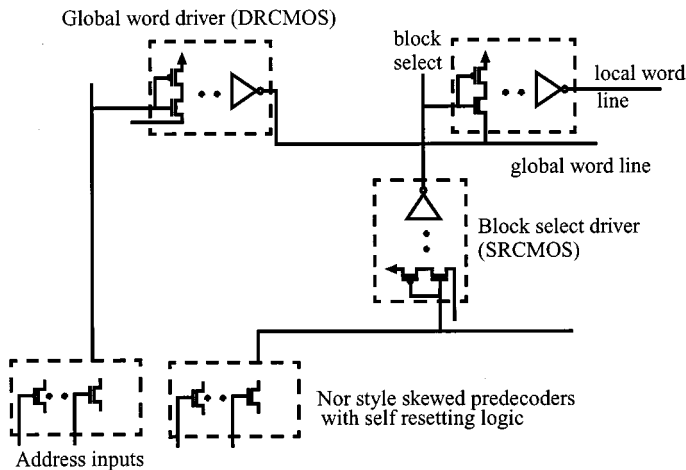 Global word driver (DRCMOS)
block
select
local word
line
global word line
Block select driver
(SRCMOS)
Nor style skewed predecoders
with self resetting logic
Address inputs